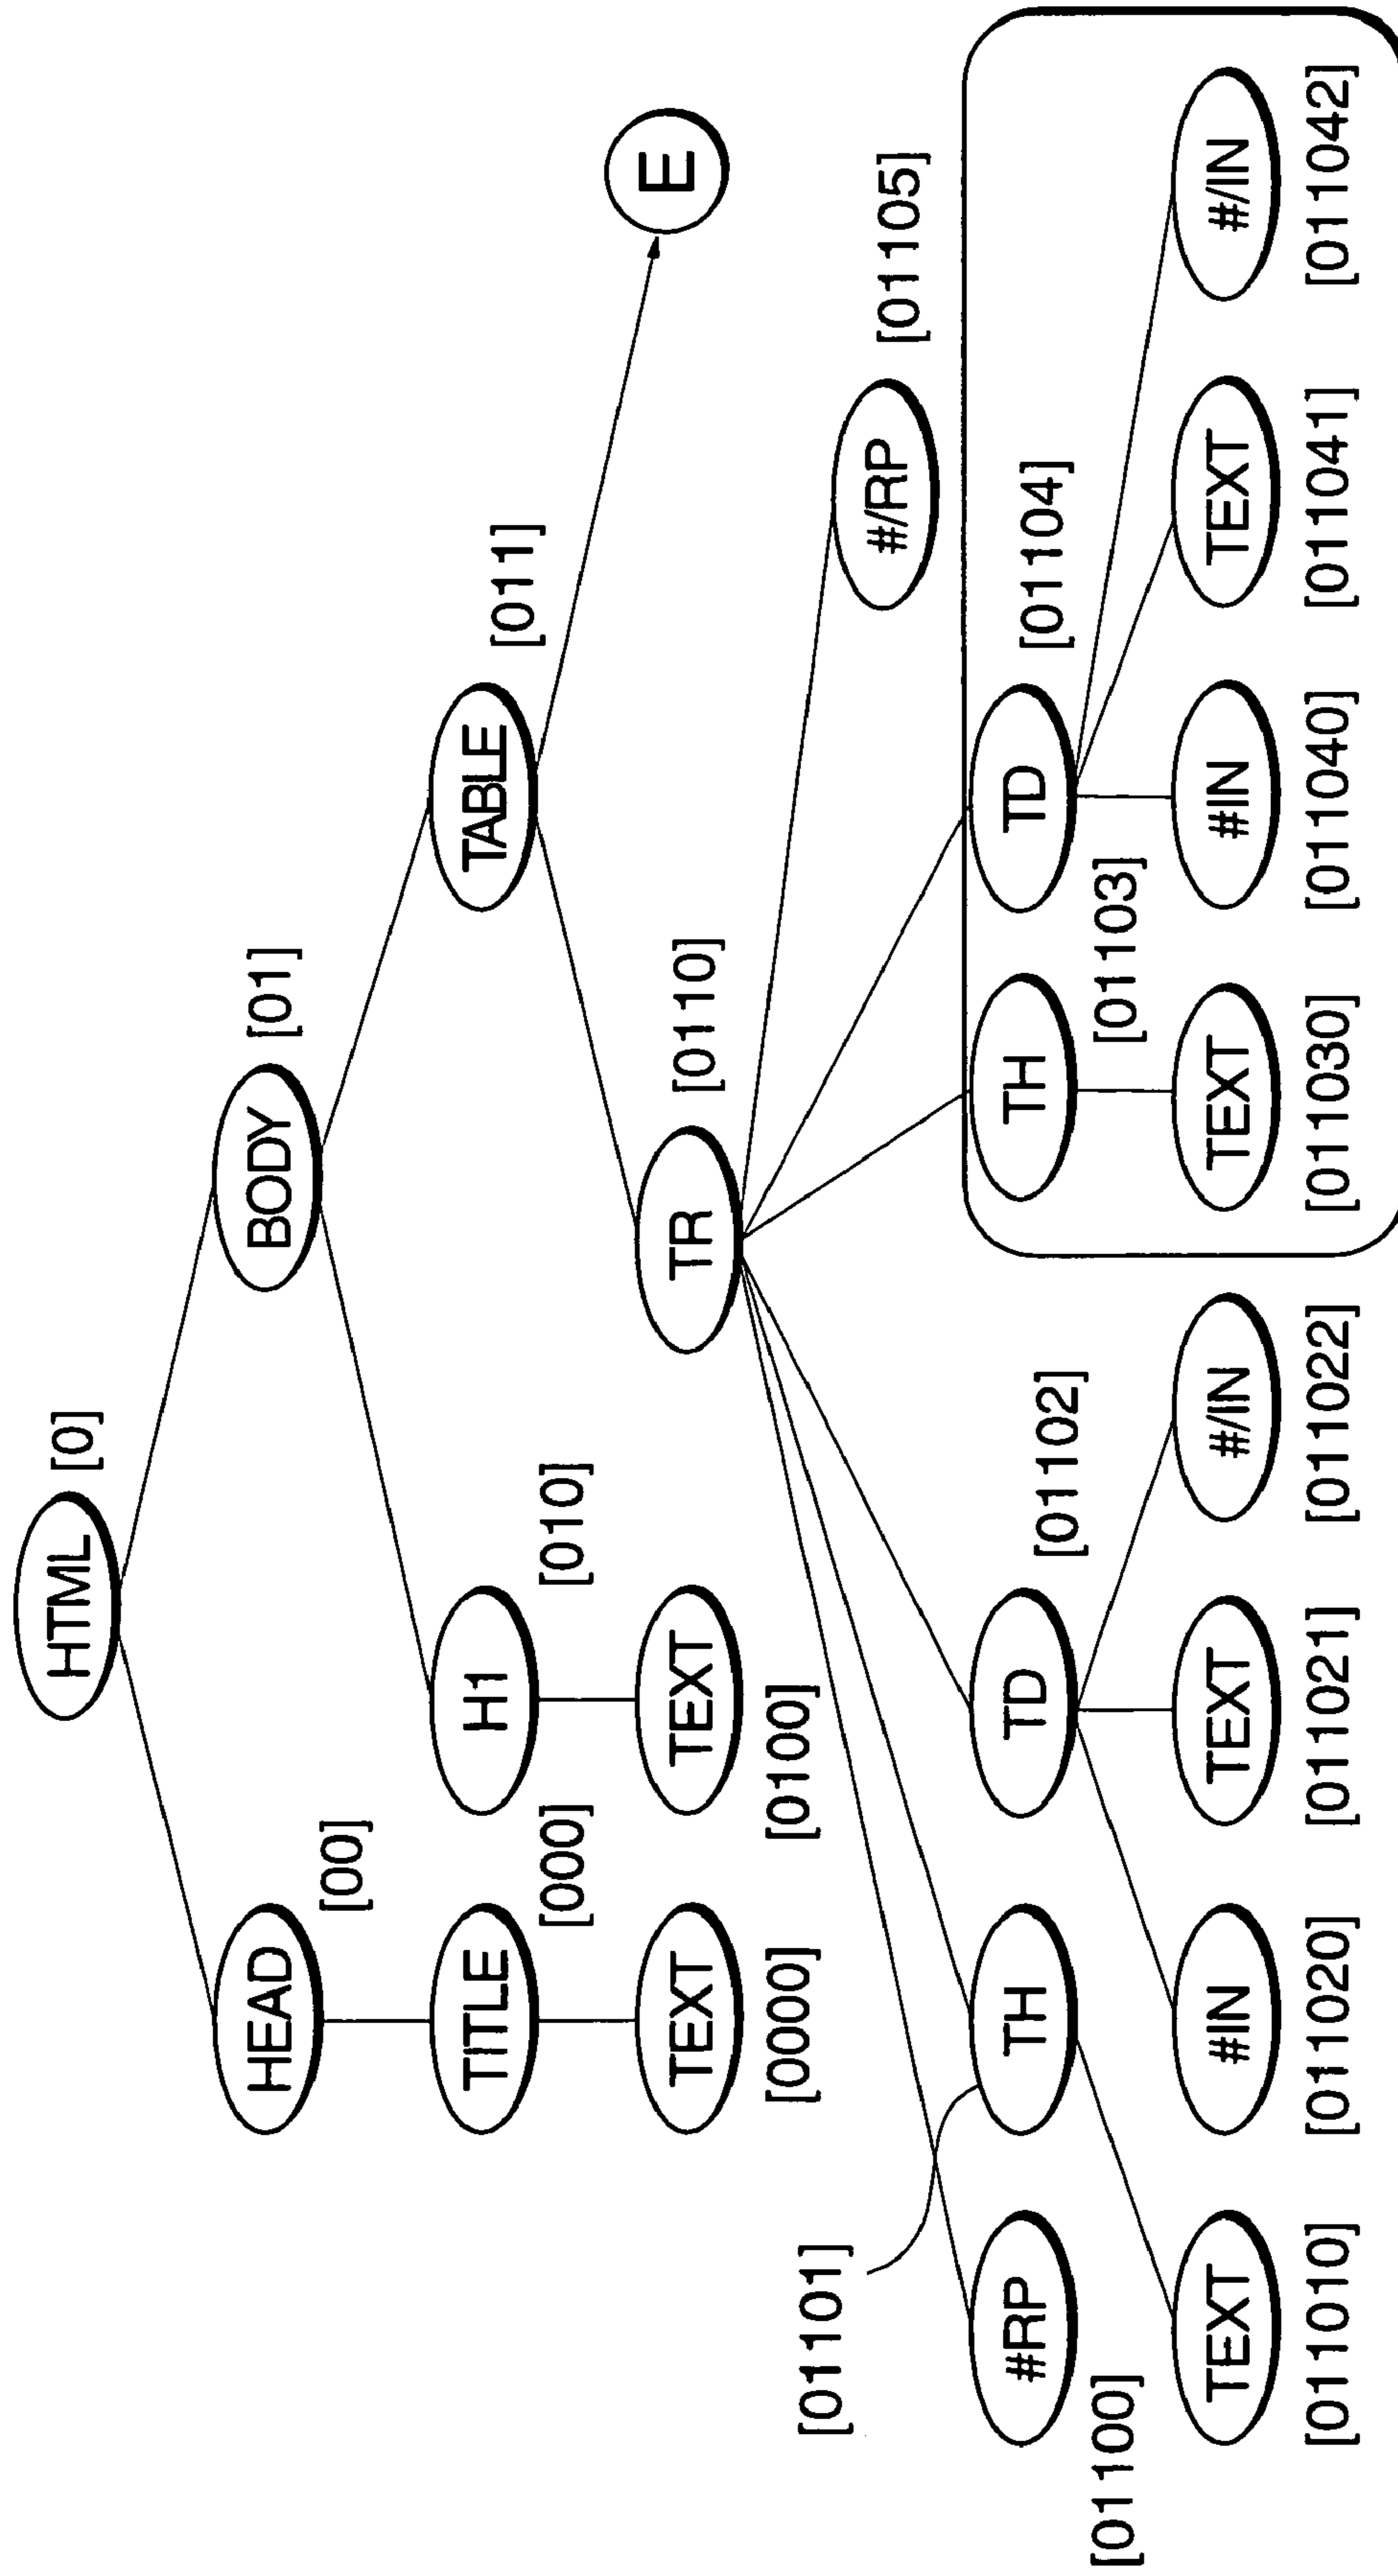 HTML [0]
HEAD [00] BODY [01]
TITLE [000] H1 [010] TABLE [011]
TEXT [0000] TEXT [0100] TR [0110] E
[01101] #/RP [01105]
#RP [01100] TH TD [01102] TH [01103] TD [01104]
TEXT #IN TEXT #/IN TEXT #IN TEXT #/IN
[011010] [011020] [011021] [011022] [011030] [011040] [011041] [011042]